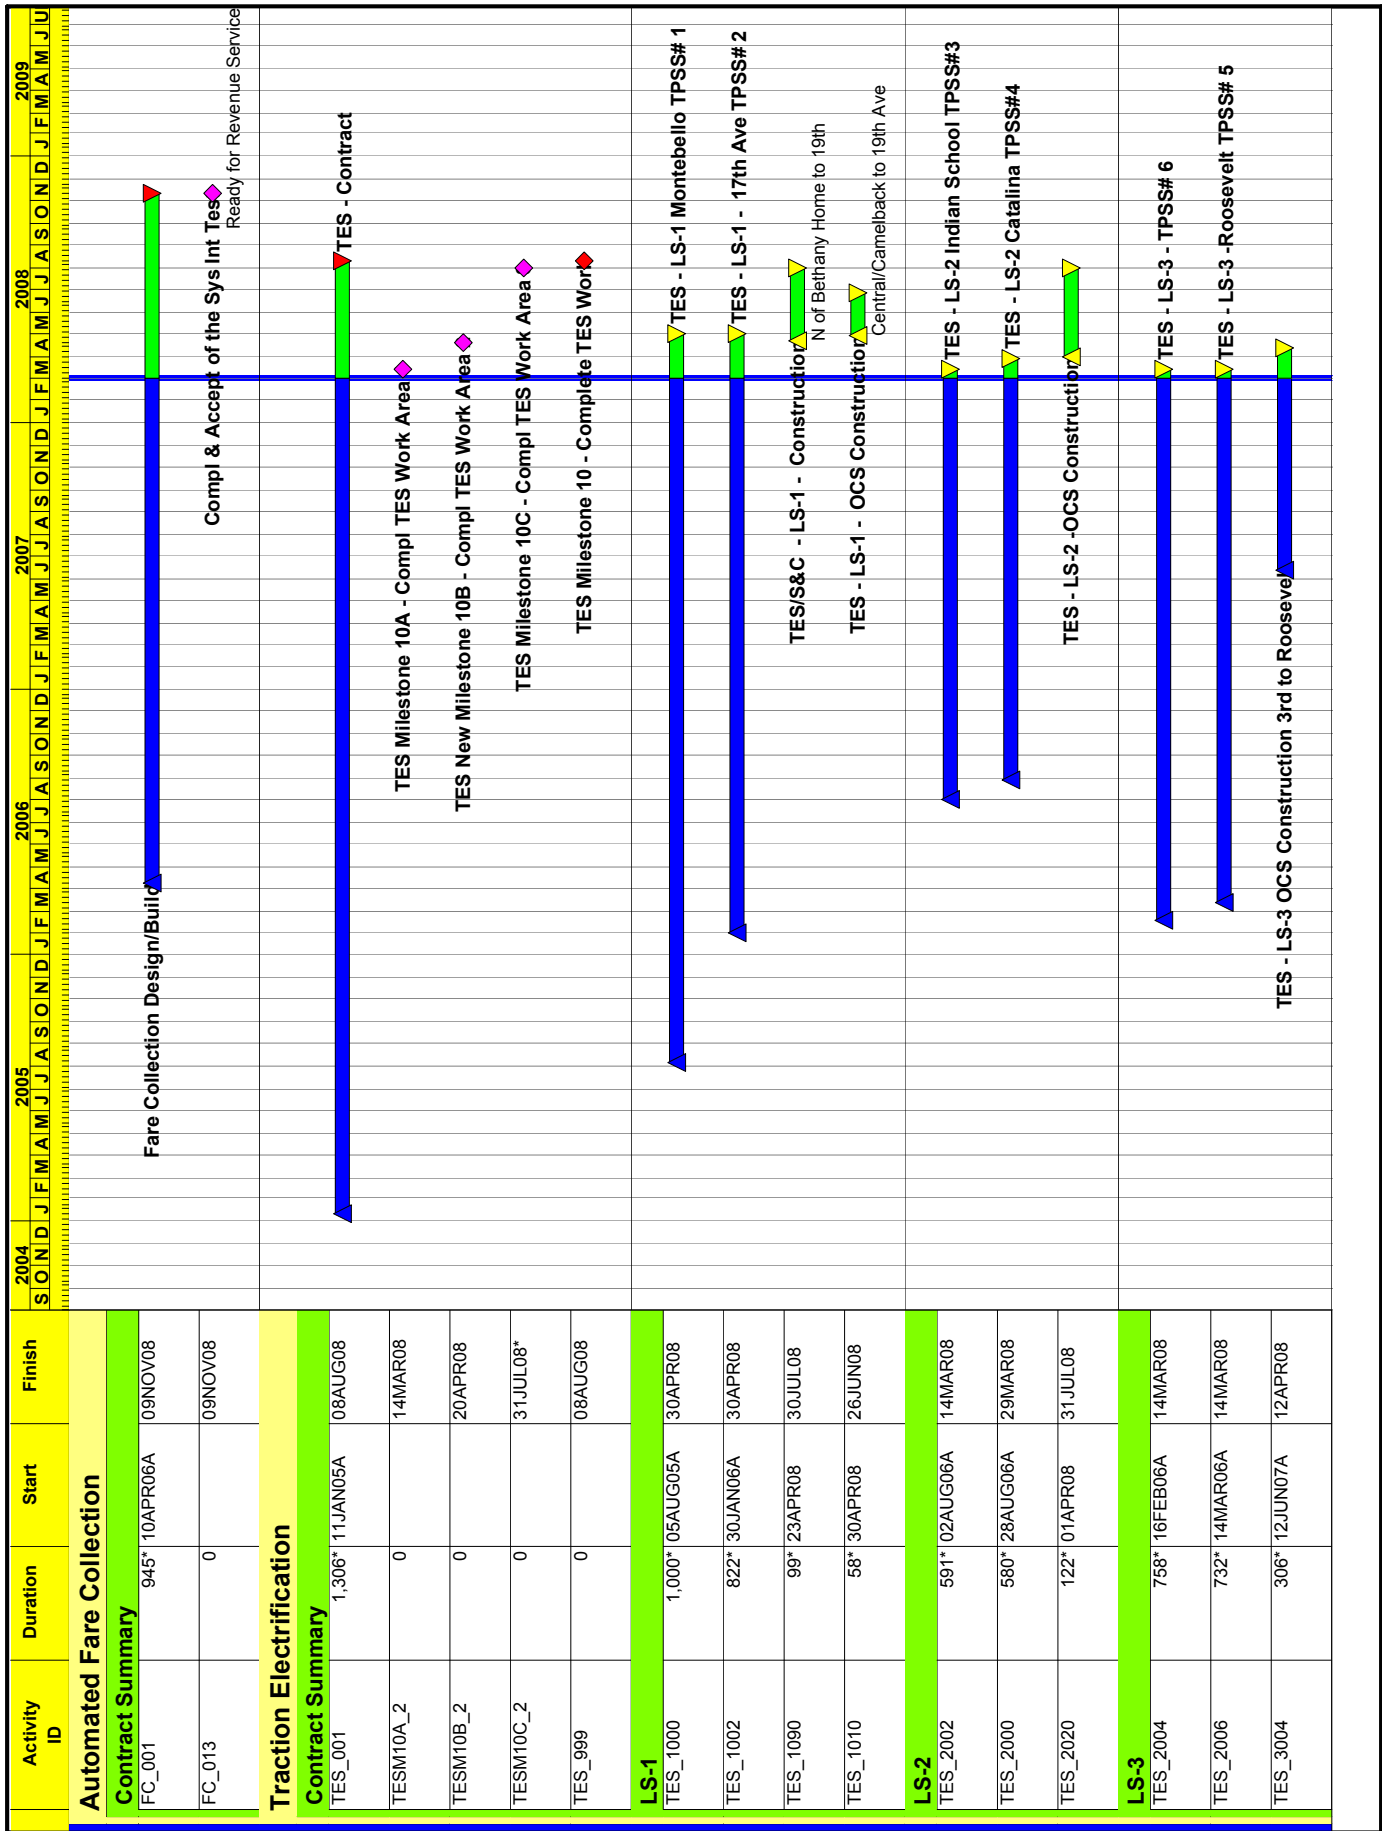 Activity ID Duration Start Finish 2004 2005 2006 2007 2008 2009
S O N D J F M A M J J A S O N D J F M A M J J A S O N D J F M A M J J A S O N D J F M A M J J A S O N D J F M A M J U
Automated Fare Collection
Contract Summary
FC_001 945* 10APR06A 09NOV08 Fare Collection Design/Build
FC_013 0 09NOV08 Compl & Accept of the Sys Int Tes
Ready for Revenue Service
Traction Electrification
Contract Summary
TES_001 1,306* 11JAN05A 08AUG08 TES - Contract
TESM10A_2 0 14MAR08 TES Milestone 10A - Compl TES Work Area
TESM10B_2 0 20APR08 TES New Milestone 10B - Compl TES Work Area
TESM10C_2 0 31JUL08* TES Milestone 10C - Compl TES Work Area
TES_999 0 08AUG08 TES Milestone 10 - Complete TES Work
LS-1
TES_1000 1,000* 05AUG05A 30APR08 TES - LS-1 Montebello TPSS# 1
TES_1002 822* 30JAN06A 30APR08 TES - LS-1 - 17th Ave TPSS# 2
TES_1090 99* 23APR08 30JUL08 TES/S&C - LS-1 - Construction
N of Bethany Home to 19th
TES_1010 58* 30APR08 26JUN08 TES - LS-1 - OCS Construction
Central/Camelback to 19th Ave
LS-2
TES_2002 591* 02AUG06A 14MAR08 TES - LS-2 Indian School TPSS#3
TES_2000 580* 28AUG06A 29MAR08 TES - LS-2 Catalina TPSS#4
TES_2020 122* 01APR08 31JUL08 TES - LS-2 -OCS Construction
LS-3
TES_2004 758* 16FEB06A 14MAR08 TES - LS-3 - TPSS# 6
TES_2006 732* 14MAR06A 14MAR08 TES - LS-3 -Roosevelt TPSS# 5
TES_3004 306* 12JUN07A 12APR08 TES - LS-3 OCS Construction 3rd to Roosevel